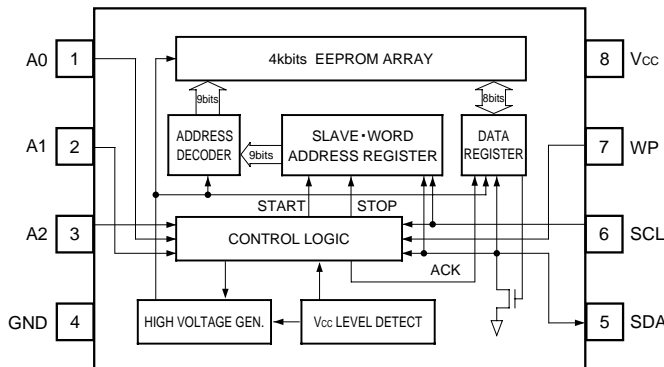 A0 1
4kbits EEPROM ARRAY
8 Vcc
9bits
8bits
A1 2
ADDRESS
DECODER
9bits
SLAVE・WORD
ADDRESS REGISTER
DATA
REGISTER
7 WP
START
STOP
A2 3
CONTROL LOGIC
6 SCL
ACK
GND 4
HIGH VOLTAGE GEN.
Vcc LEVEL DETECT
5 SDA